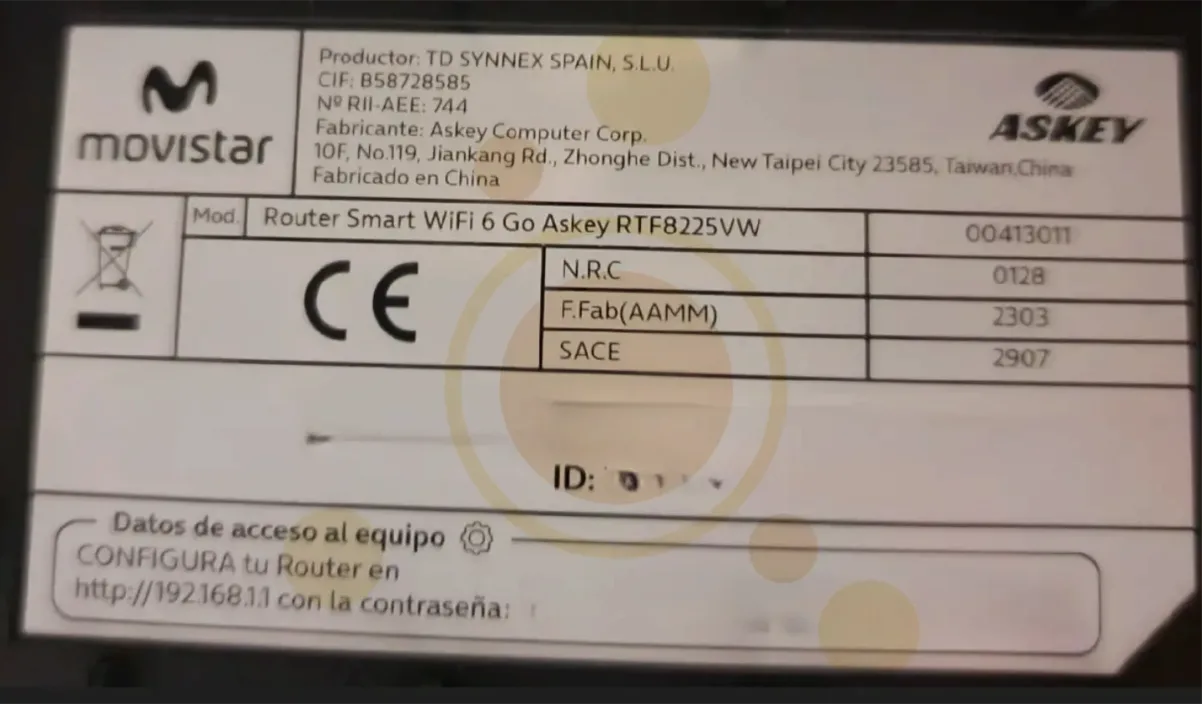 movistar
Productor: TD SYNNEX SPAIN, S.L.U.
CIF: B58728585
Nº RII-AEE: 744
Fabricante: Askey Computer Corp.
10F, No.119, Jiankang Rd., Zhonghe Dist., New Taipei City 23585, Taiwan,China
Fabricado en China
ASKEY
Mod. Router Smart WiFi 6 Go Askey RTF8225VW 00413011
CE
N.R.C 0128
F.Fab(AAMM) 2303
SACE 2907
ID:
Datos de acceso al equipo
CONFIGURA tu Router en
http://192.168.1.1 con la contraseña: